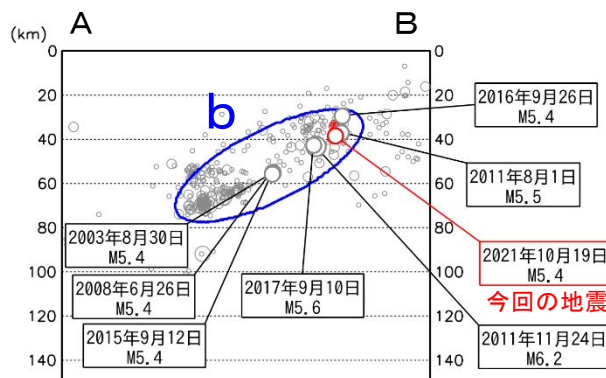 A B
(km)
0 0
20 20
40 40
60 60
80 80
100
120
140 140
b
2016年9月26日
M5.4
2011年8月1日
M5.5
2021年10月19日
M5.4
今回の地震
2011年11月24日
M6.2
2017年9月10日
M5.6
2003年8月30日
M5.4
2008年6月26日
M5.4
2015年9月12日
M5.4